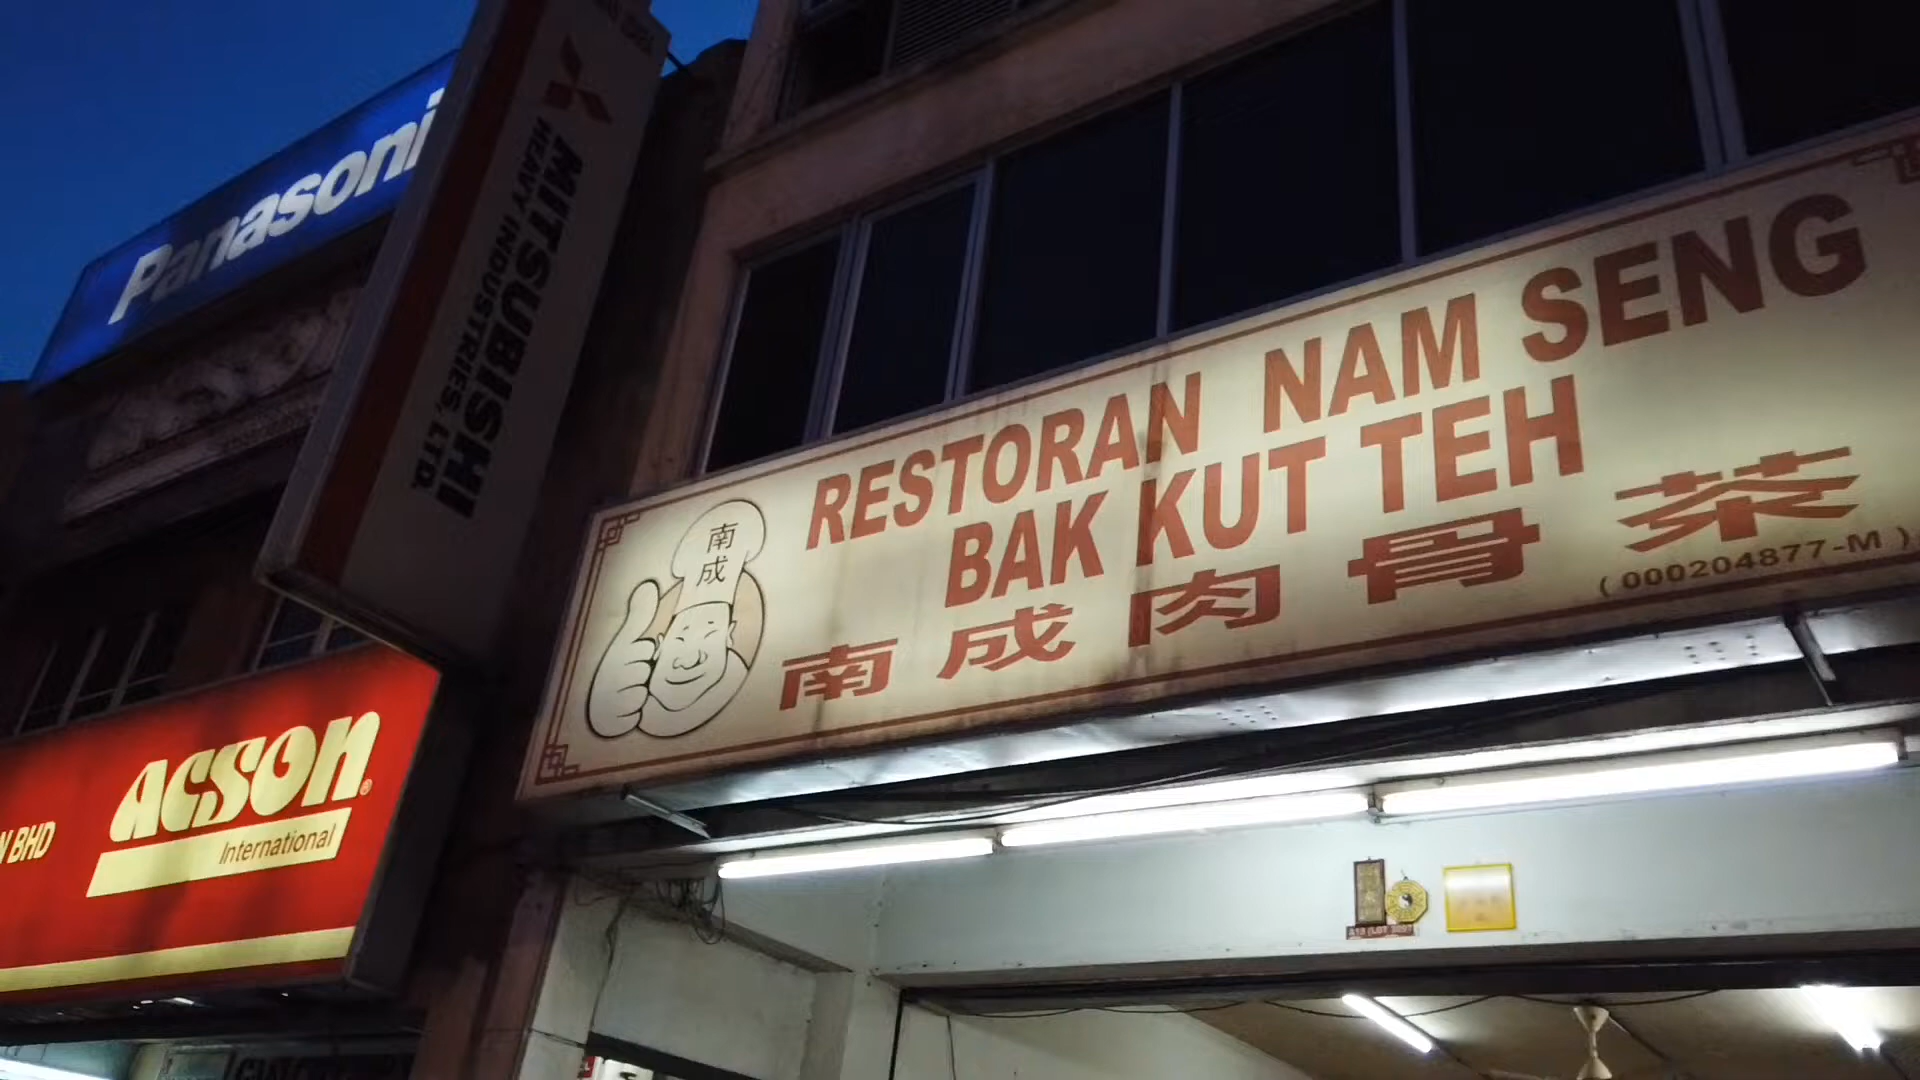 Panasoni
MITSUBISHI
HEAVY INDUSTRIES, LTD.
ACSON®
International
N BHD
南成
RESTORAN NAM SENG
BAK KUT TEH
南成肉骨茶
(000204877-M)